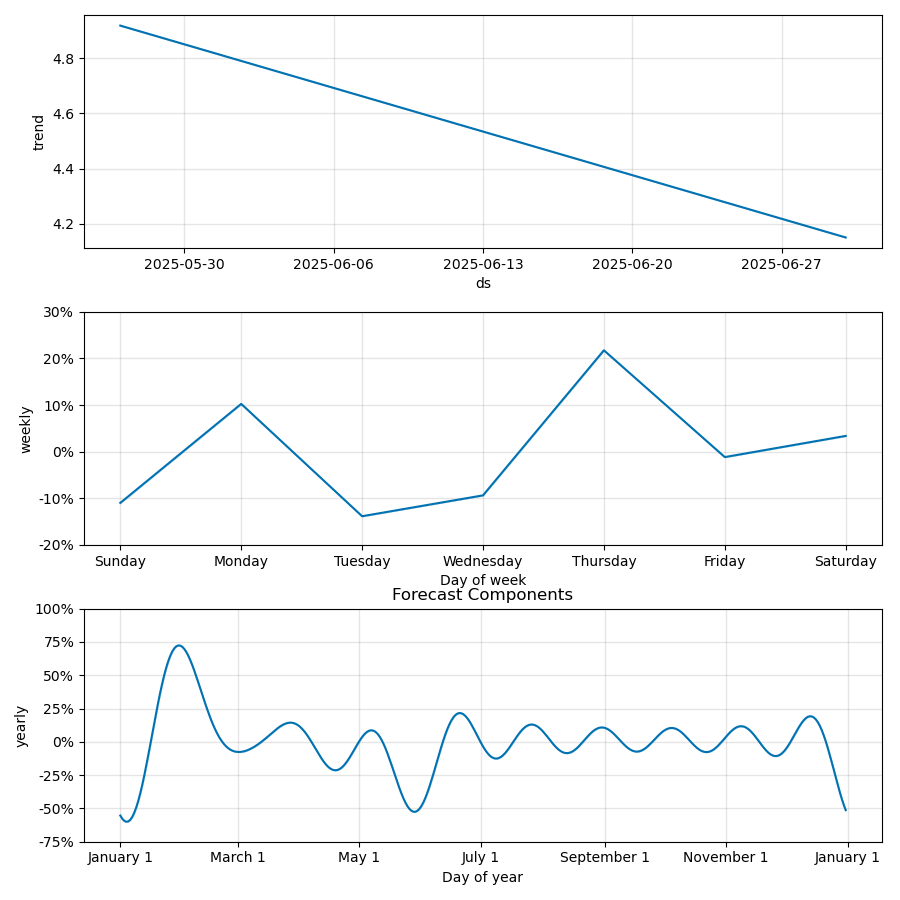 4.8
4.6
4.4
4.2
trend
2025-05-30 2025-06-06 2025-06-13 2025-06-20 2025-06-27
ds
30%
20%
10%
0%
-10%
-20%
weekly
Sunday Monday Tuesday Wednesday Thursday Friday Saturday
Day of week
Forecast Components
100%
75%
50%
25%
0%
-25%
-50%
-75%
yearly
January 1 March 1 May 1 July 1 September 1 November 1 January 1
Day of year